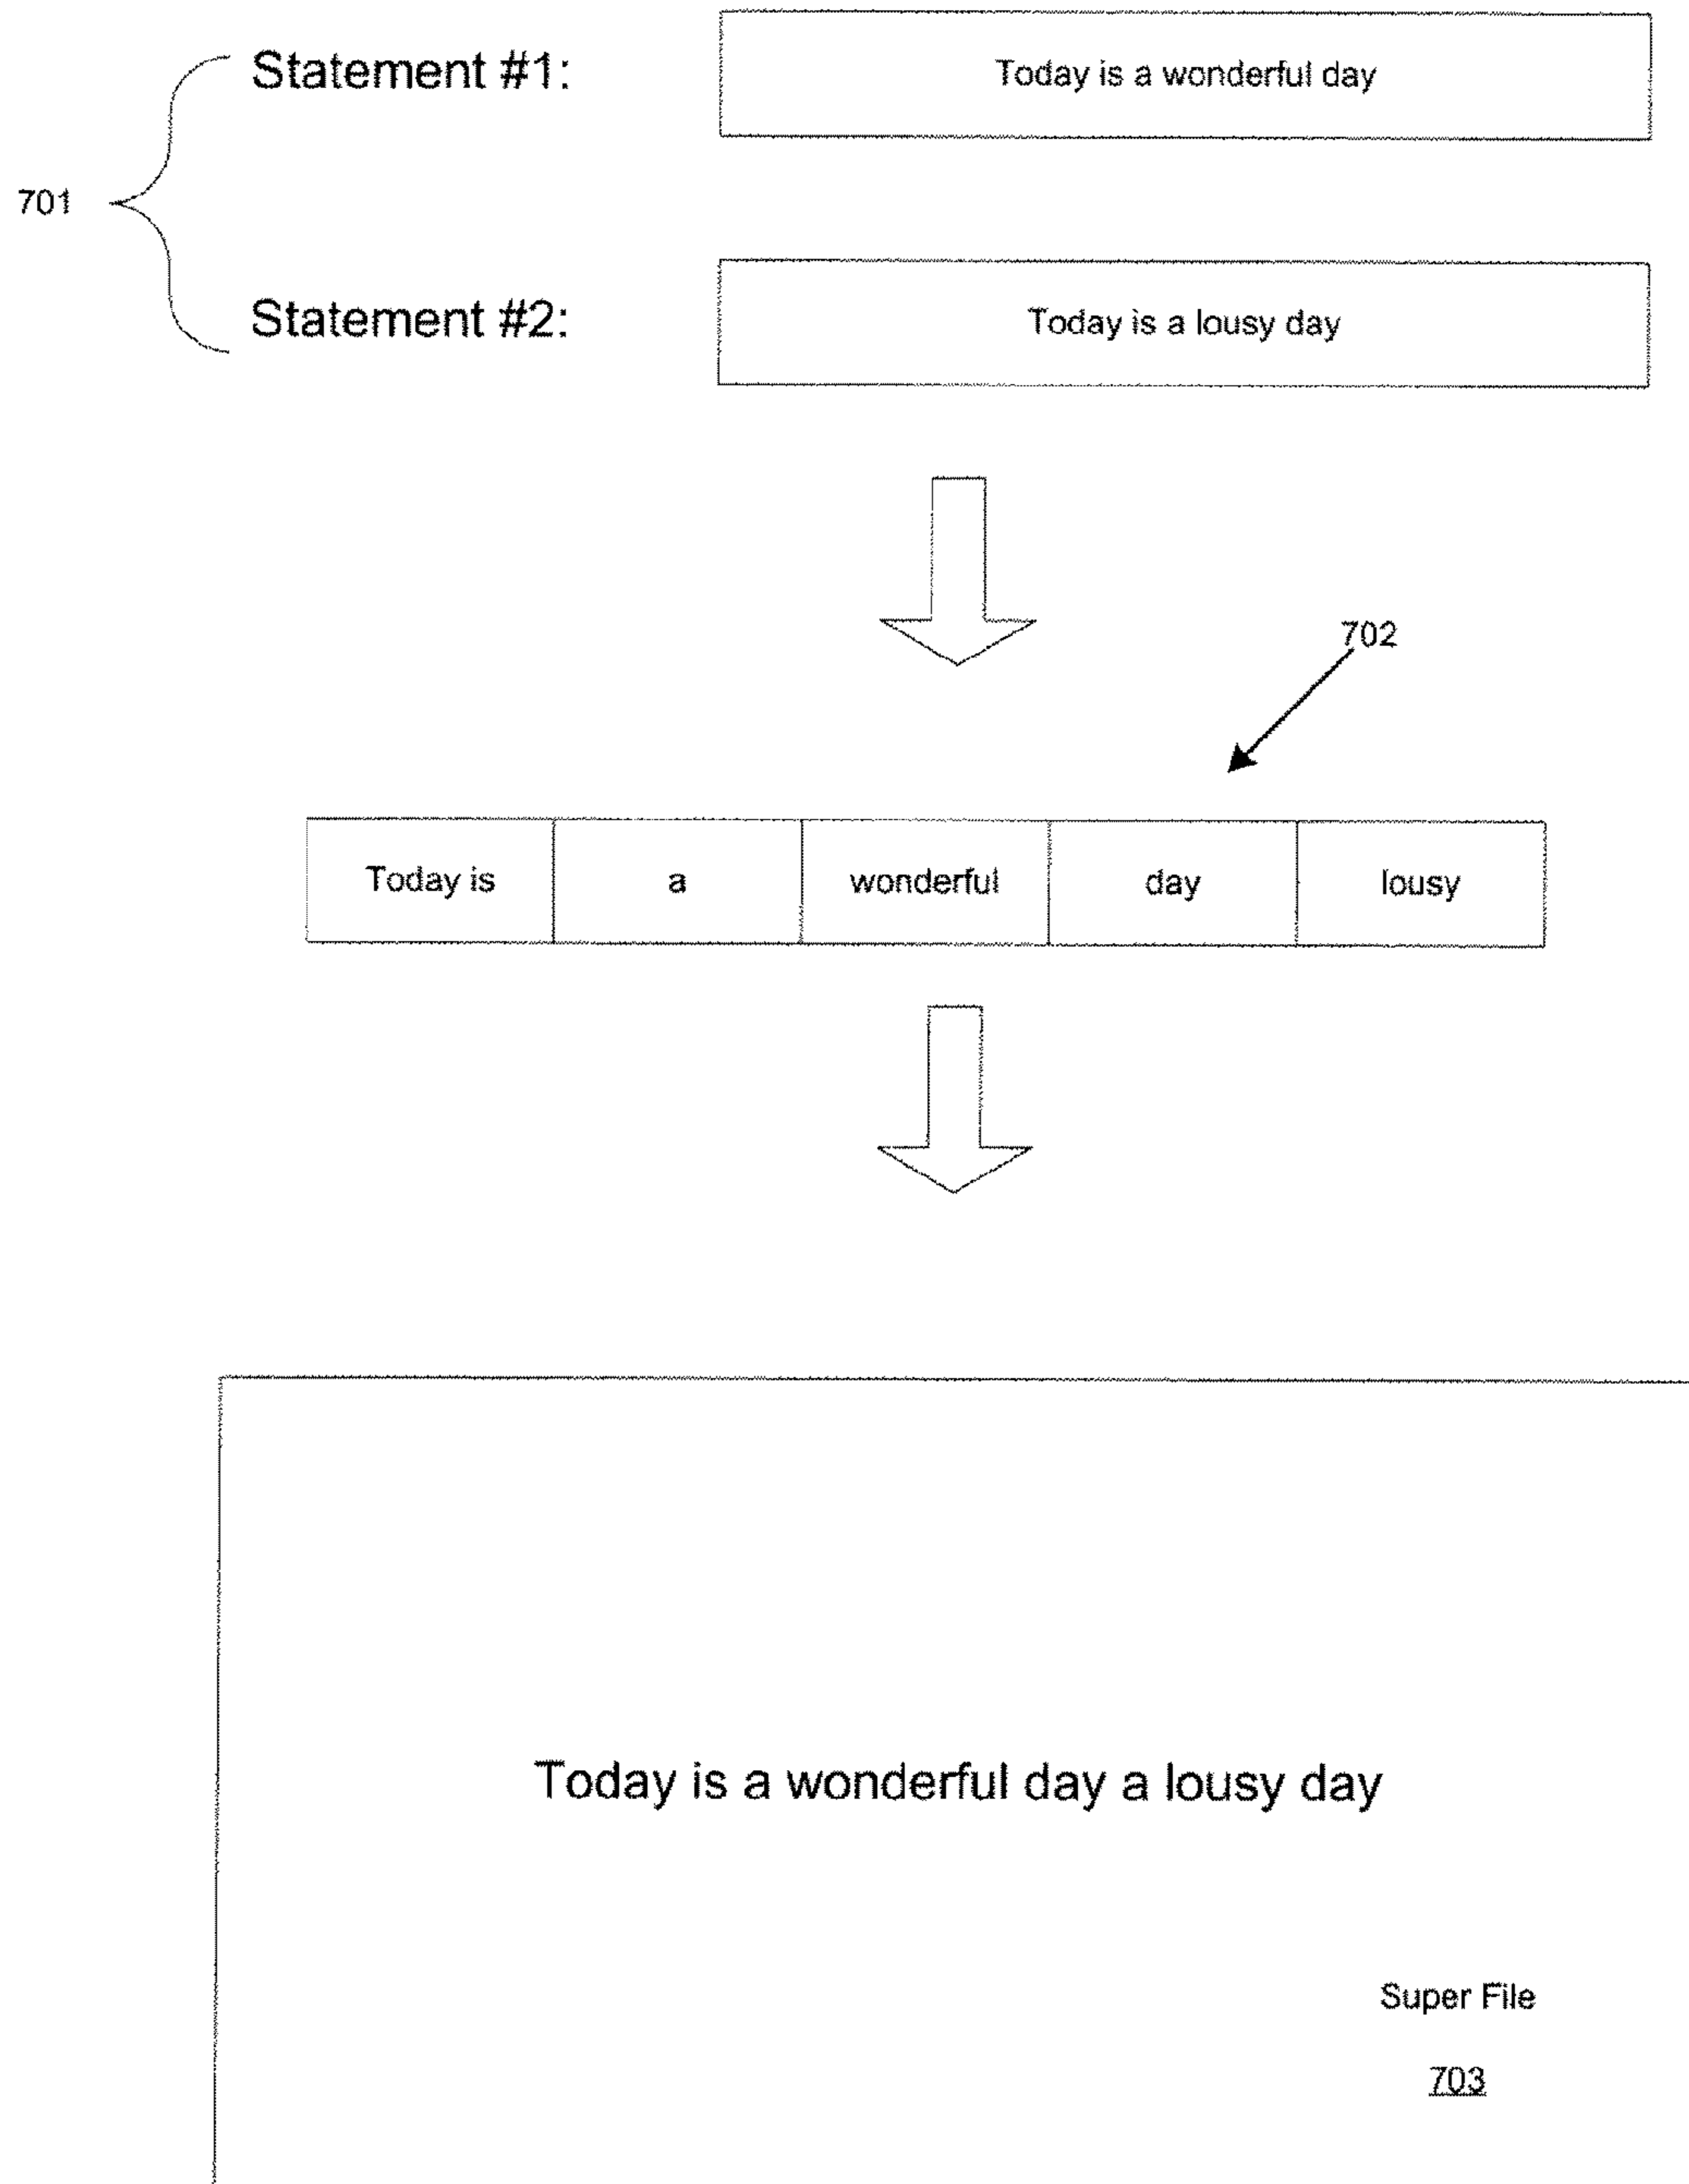 Statement #1:
Today is a wonderful day
701
Statement #2:
Today is a lousy day
702
Today is
a
wonderful
day
lousy
Today is a wonderful day a lousy day
Super File
703